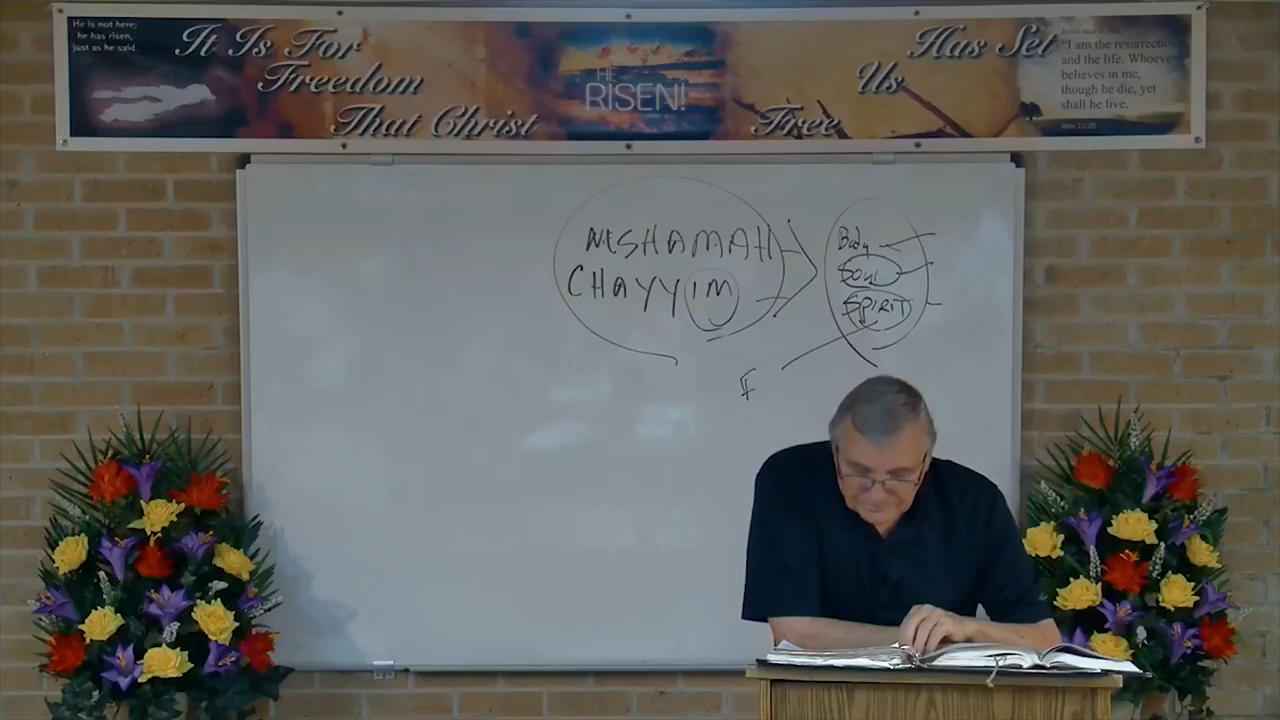 He is not here;
he has risen,
just as he said.
It Is For
Freedom
That Christ
HE
RISEN!
Has Set
Us
Free
"I am the resurrection
and the life. Whoever
believes in me,
though he die, yet
shall he live,
NESHAMAH
CHAYYIM
Body
Soul
SPIRIT